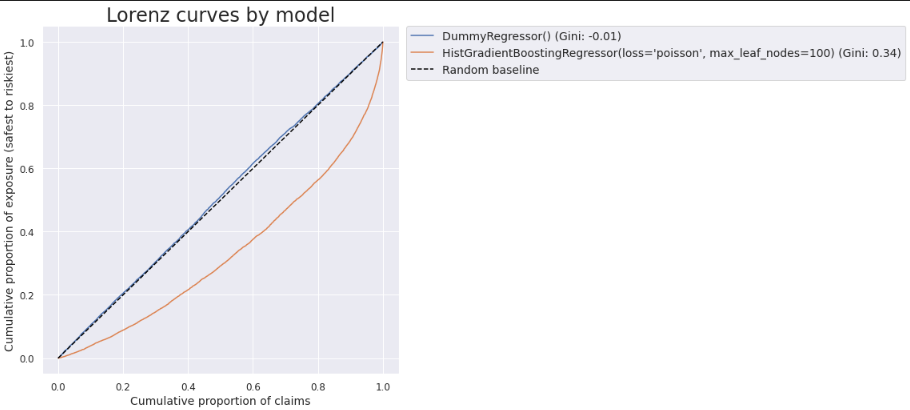 Lorenz curves by model
DummyRegressor() (Gini: -0.01)
HistGradientBoostingRegressor(loss='poisson', max_leaf_nodes=100) (Gini: 0.34)
Random baseline
Cumulative proportion of exposure (safest to riskiest)
1.0
0.8
0.6
0.4
0.2
0.0
0.0 0.2 0.4 0.6 0.8 1.0
Cumulative proportion of claims